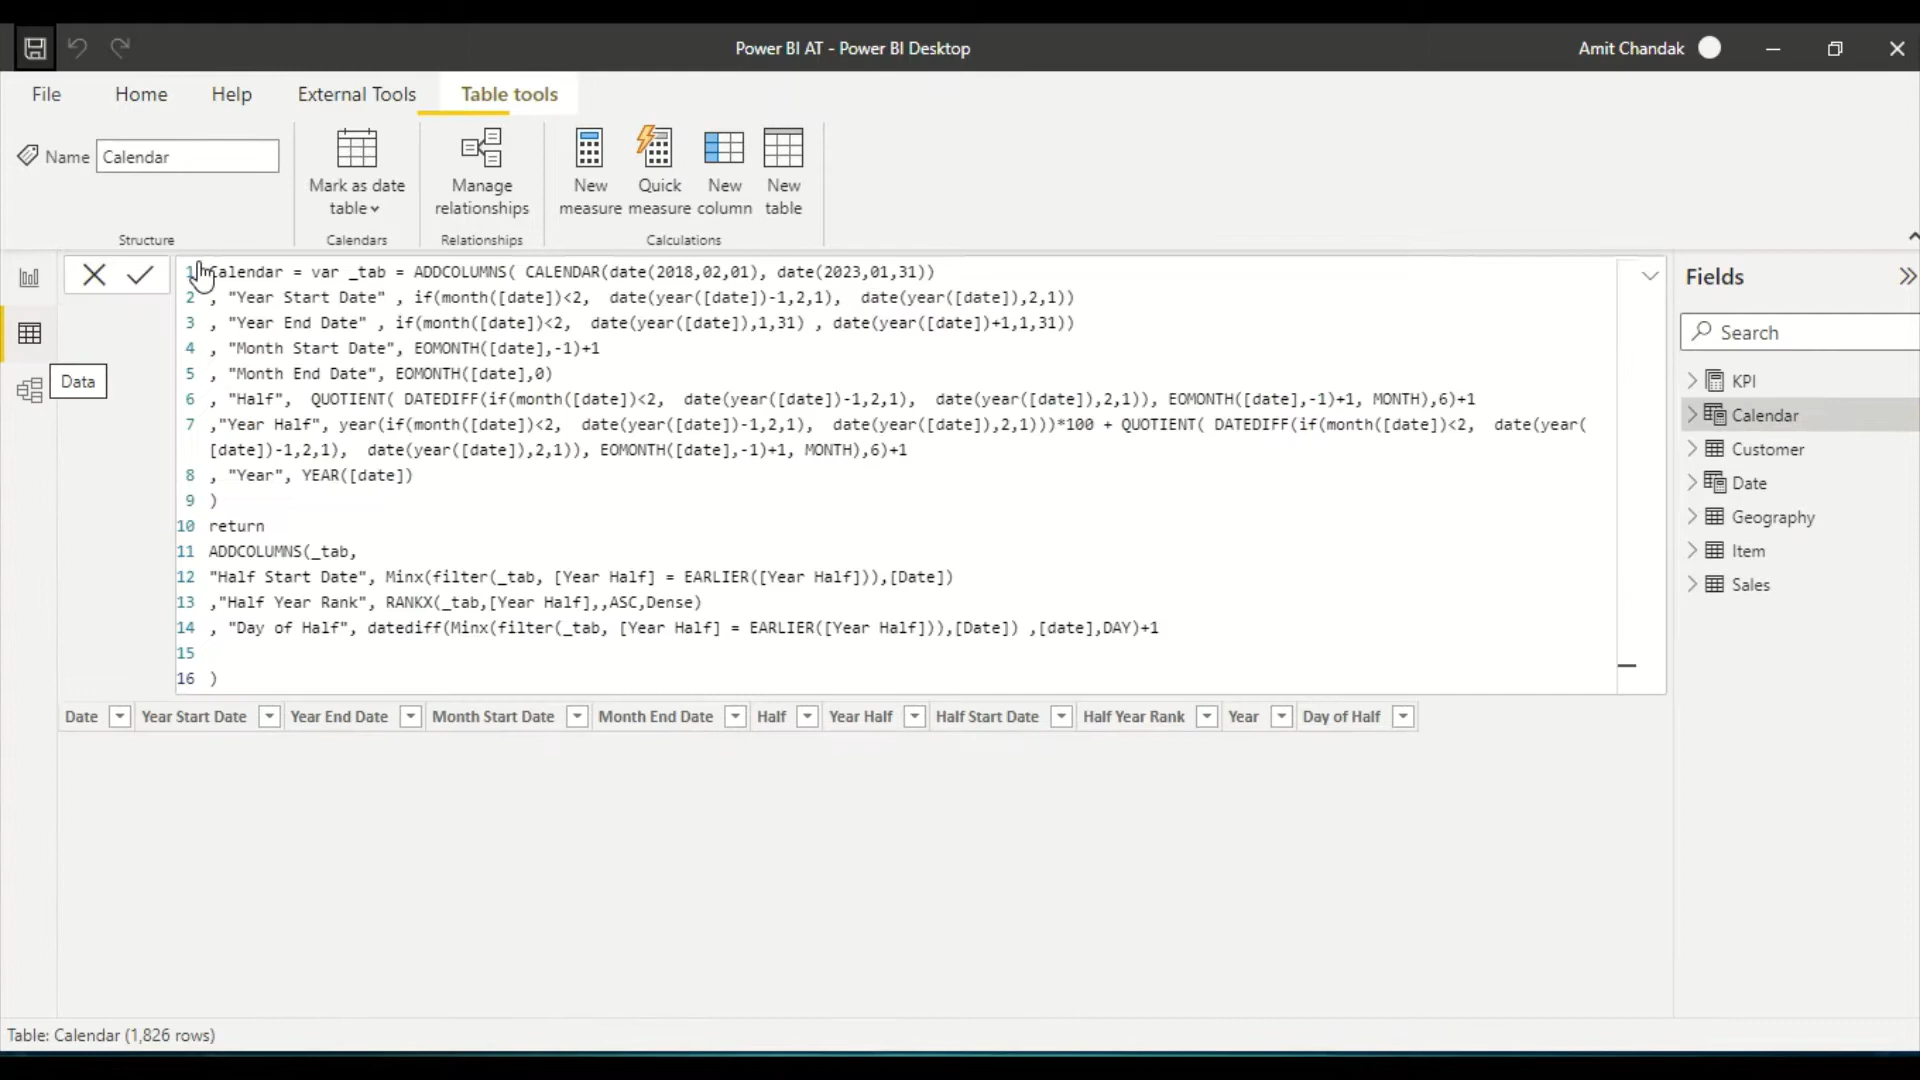 Power BI AT - Power BI Desktop
Amit Chandak
File
Home
Help
External Tools
Table tools
Name
Calendar
Mark as date
table
Manage
relationships
New
measure
Quick
measure
New
column
New
table
Structure
Calendars
Relationships
Calculations
1 Calendar = var _tab = ADDCOLUMNS( CALENDAR(date(2018,02,01), date(2023,01,31))
2 , "Year Start Date" , if(month([date])<2,  date(year([date])-1,2,1),  date(year([date]),2,1))
3 , "Year End Date" , if(month([date])<2,  date(year([date]),1,31) , date(year([date])+1,1,31))
4 , "Month Start Date", EOMONTH([date],-1)+1
5 , "Month End Date", EOMONTH([date],0)
6 , "Half",  QUOTIENT( DATEDIFF(if(month([date])<2,  date(year([date])-1,2,1),  date(year([date]),2,1)), EOMONTH([date],-1)+1, MONTH),6)+1
7 ,"Year Half", year(if(month([date])<2,  date(year([date])-1,2,1),  date(year([date]),2,1)))*100 + QUOTIENT( DATEDIFF(if(month([date])<2,  date(year(
[date])-1,2,1),  date(year([date]),2,1)), EOMONTH([date],-1)+1, MONTH),6)+1
8 , "Year", YEAR([date])
9 )
10 return
11 ADDCOLUMNS(_tab,
12 "Half Start Date", Minx(filter(_tab, [Year Half] = EARLIER([Year Half])),[Date])
13 ,"Half Year Rank", RANKX(_tab,[Year Half],,ASC,Dense)
14 , "Day of Half", datediff(Minx(filter(_tab, [Year Half] = EARLIER([Year Half])),[Date]) ,[date],DAY)+1
15
16 )
Data
Date
Year Start Date
Year End Date
Month Start Date
Month End Date
Half
Year Half
Half Start Date
Half Year Rank
Year
Day of Half
Fields
Search
KPI
Calendar
Customer
Date
Geography
Item
Sales
Table: Calendar (1,826 rows)